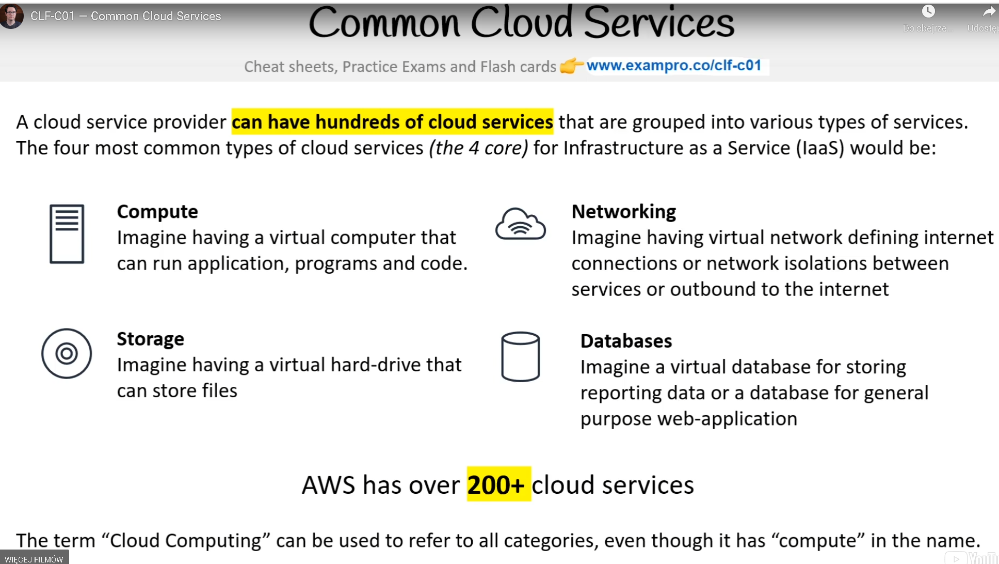 CLF-C01 — Common Cloud Services
Common Cloud Services
Do obejrze...
Cheat sheets, Practice Exams and Flash cards 👉 www.exampro.co/clf-c01
A cloud service provider can have hundreds of cloud services that are grouped into various types of services.
The four most common types of cloud services (the 4 core) for Infrastructure as a Service (IaaS) would be:
Compute
Imagine having a virtual computer that
can run application, programs and code.
Networking
Imagine having virtual network defining internet
connections or network isolations between
services or outbound to the internet
Storage
Imagine having a virtual hard-drive that
can store files
Databases
Imagine a virtual database for storing
reporting data or a database for general
purpose web-application
AWS has over 200+ cloud services
The term “Cloud Computing” can be used to refer to all categories, even though it has “compute” in the name.
WIĘCEJ FILMÓW